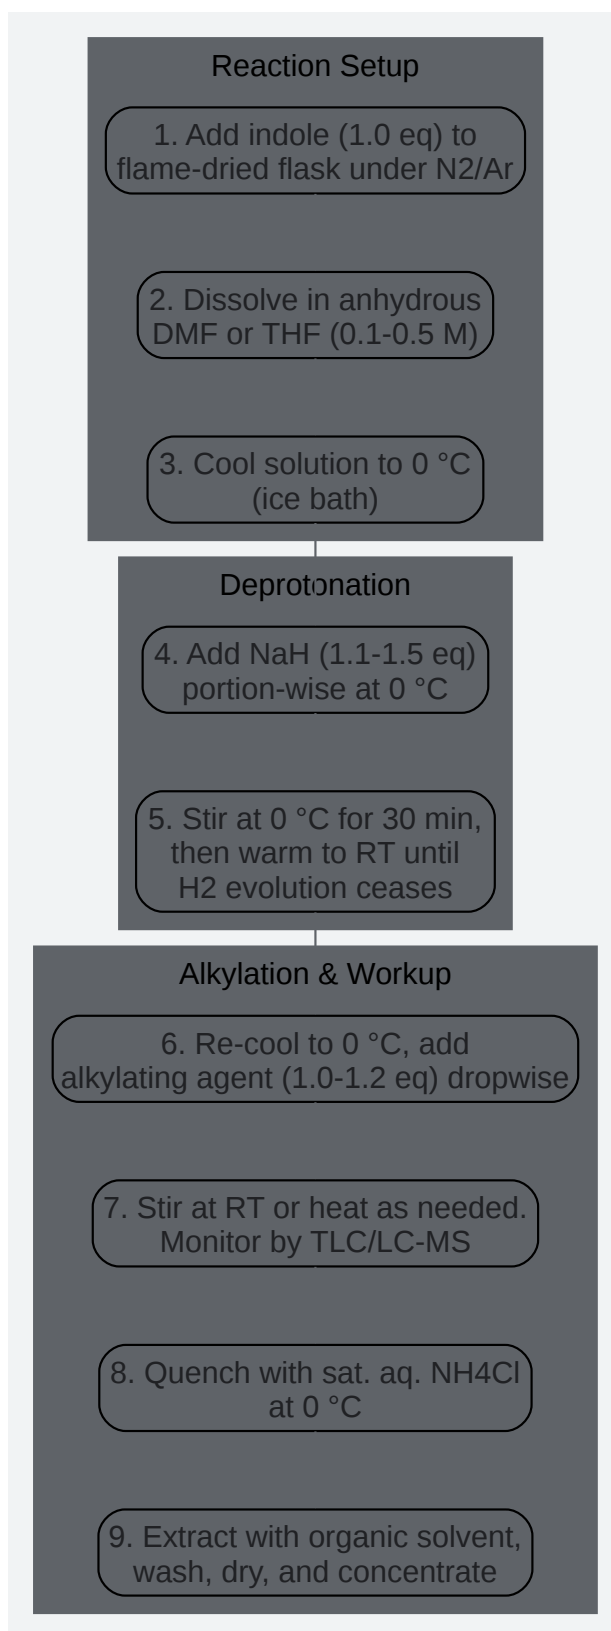 Reaction Setup
1. Add indole (1.0 eq) to
flame-dried flask under N2/Ar
2. Dissolve in anhydrous
DMF or THF (0.1-0.5 M)
3. Cool solution to 0 °C
(ice bath)
Deprotonation
4. Add NaH (1.1-1.5 eq)
portion-wise at 0 °C
5. Stir at 0 °C for 30 min,
then warm to RT until
H2 evolution ceases
Alkylation & Workup
6. Re-cool to 0 °C, add
alkylating agent (1.0-1.2 eq) dropwise
7. Stir at RT or heat as needed.
Monitor by TLC/LC-MS
8. Quench with sat. aq. NH4Cl
at 0 °C
9. Extract with organic solvent,
wash, dry, and concentrate